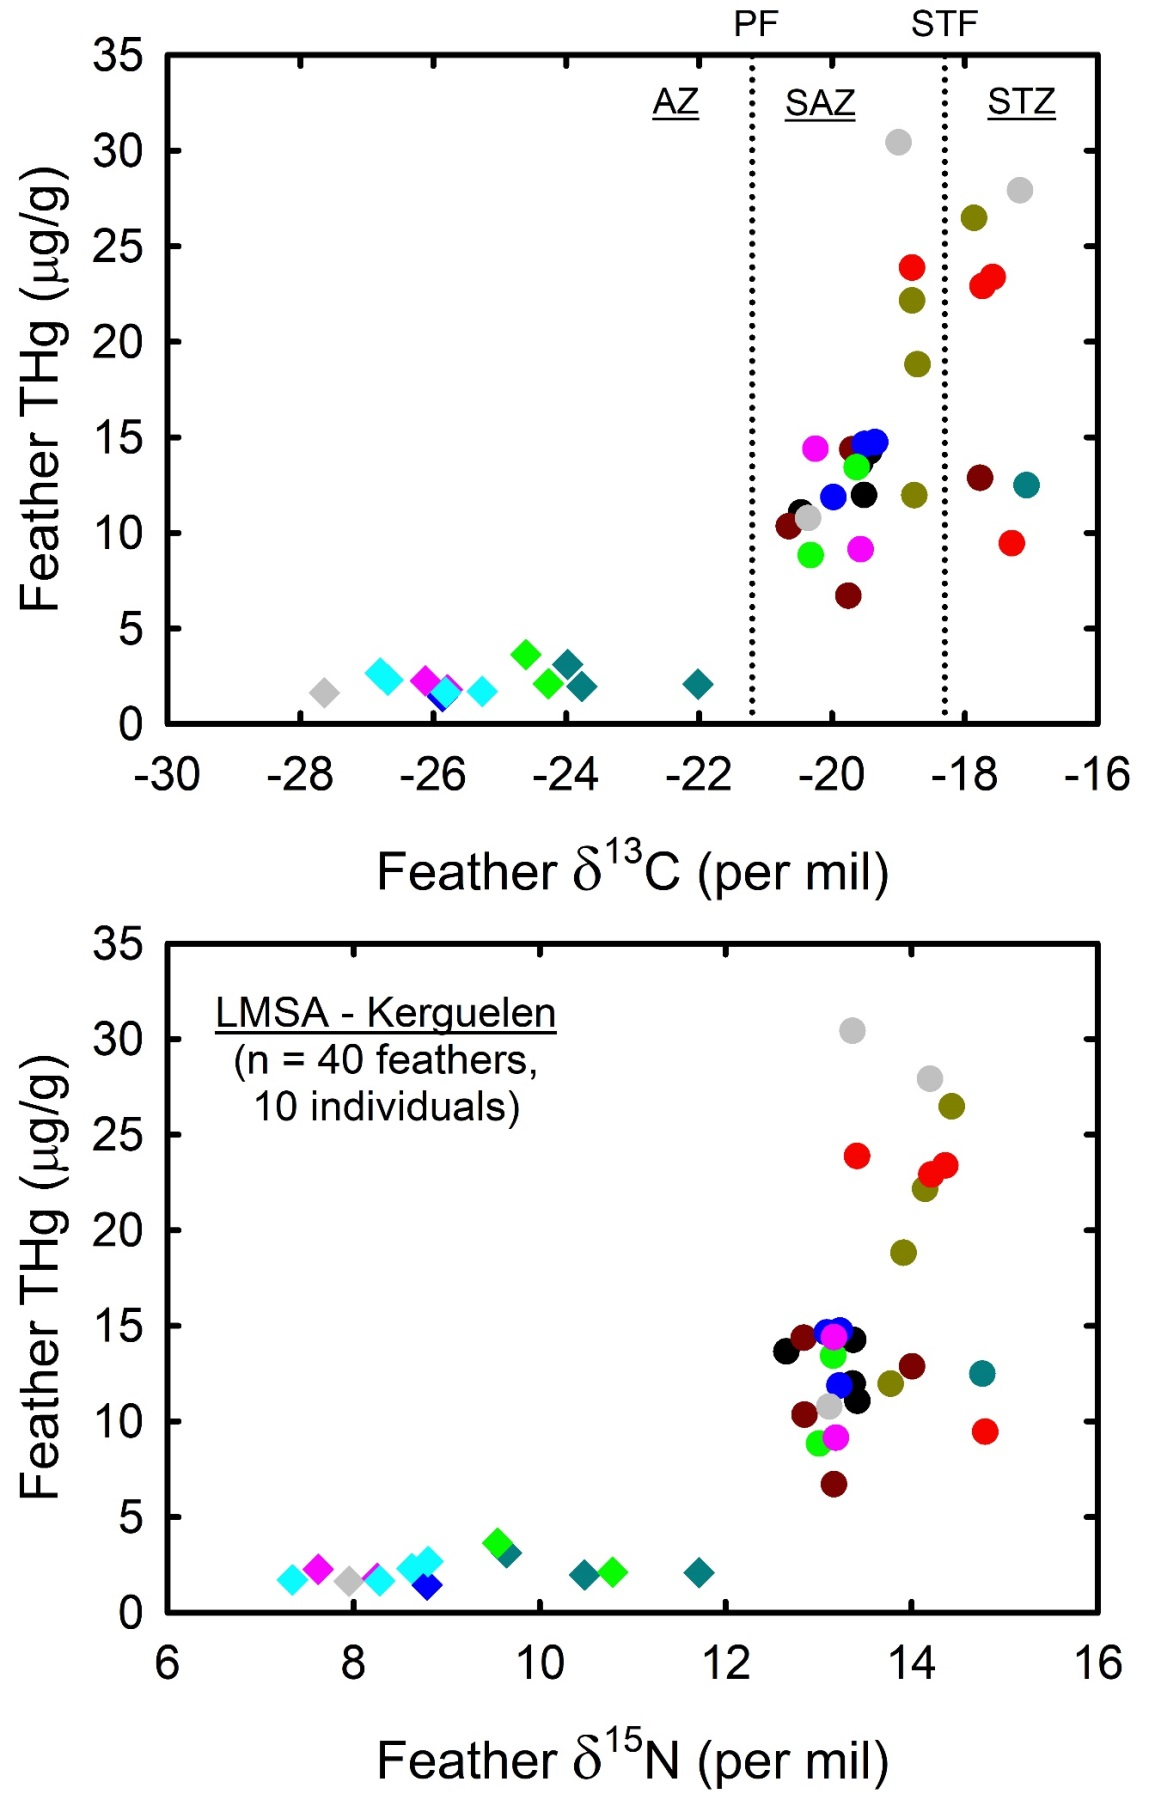 PF STF
35
AZ SAZ STZ
30
25
20
15
10
5
0
Feather THg (μg/g)
-30 -28 -26 -24 -22 -20 -18 -16
Feather δ¹³C (per mil)
35
LMSA - Kerguelen
(n = 40 feathers,
10 individuals)
30
25
20
15
10
5
0
Feather THg (μg/g)
6 8 10 12 14 16
Feather δ¹⁵N (per mil)